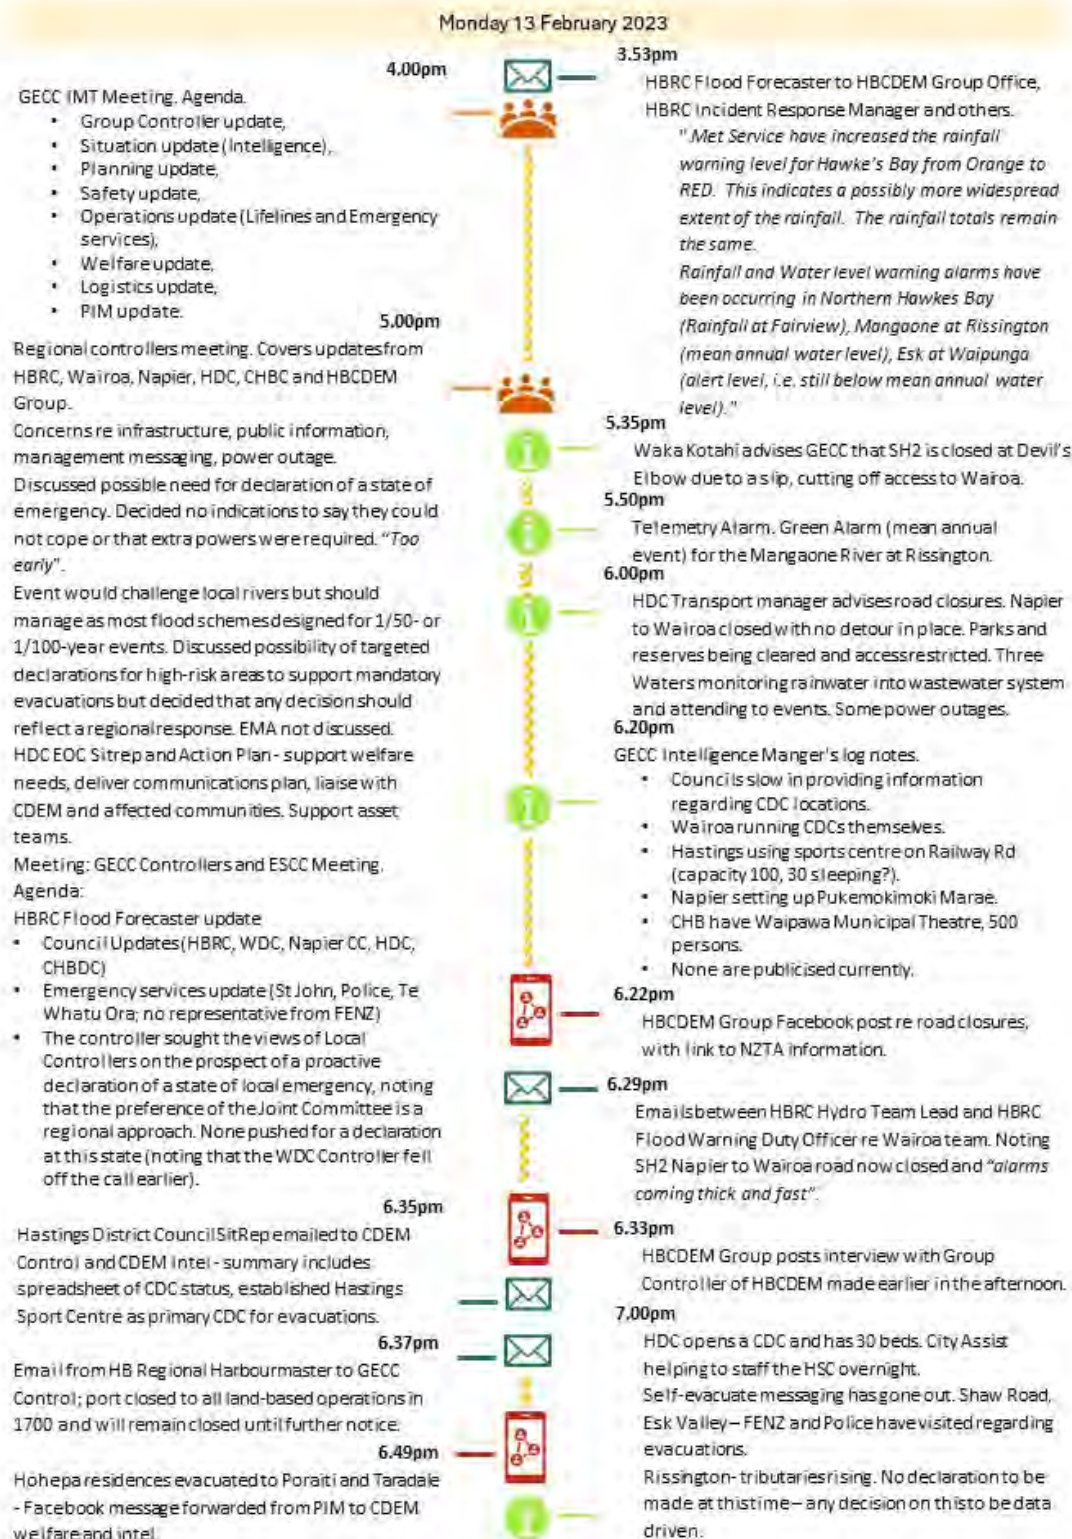 Monday 13 February 2023
3.53pm
HBRC Flood Forecaster to HBCDEM Group Office,
HBRC Incident Response Manager and others.
"Met Service have increased the rainfall
warning level for Hawke's Bay from Orange to
RED. This indicates a possibly more widespread
extent of the rainfall. The rainfall totals remain
the same.
Rainfall and Water level warning alarms have
been occurring in Northern Hawkes Bay
(Rainfall at Fairview), Mangaone at Rissington
(mean annual water level), Esk at Waipunga
(alert level, i.e. still below mean annual water
level)."
4.00pm
GECC IMT Meeting. Agenda.
• Group Controller update,
• Situation update (Intelligence),
• Planning update,
• Safety update,
• Operations update (Lifelines and Emergency
services),
• Welfare update,
• Logistics update,
• PIM update.
5.00pm
Regional controllers meeting. Covers updates from
HBRC, Wairoa, Napier, HDC, CHBC and HBCDEM
Group.
Concerns re infrastructure, public information,
management messaging, power outage.
Discussed possible need for declaration of a state of
emergency. Decided no indications to say they could
not cope or that extra powers were required. "Too
early".
Event would challenge local rivers but should
manage as most flood schemes designed for 1/50- or
1/100-year events. Discussed possibility of targeted
declarations for high-risk areas to support mandatory
evacuations but decided that any decision should
reflect a regional response. EMA not discussed.
HDC EOC Sitrep and Action Plan - support welfare
needs, deliver communications plan, liaise with
CDEM and affected communities. Support asset
teams.
Meeting: GECC Controllers and ESCC Meeting.
Agenda:
HBRC Flood Forecaster update
• Council Updates (HBRC, WDC, Napier CC, HDC,
CHBDC)
• Emergency services update (St John, Police, Te
Whatu Ora; no representative from FENZ)
• The controller sought the views of Local
Controllers on the prospect of a proactive
declaration of a state of local emergency, noting
that the preference of the Joint Committee is a
regional approach. None pushed for a declaration
at this state (noting that the WDC Controller fell
off the call earlier).
5.35pm
Waka Kotahi advises GECC that SH2 is closed at Devil's
Elbow due to a slip, cutting off access to Wairoa.
5.50pm
Telemetry Alarm. Green Alarm (mean annual
event) for the Mangaone River at Rissington.
6.00pm
HDC Transport manager advises road closures. Napier
to Wairoa closed with no detour in place. Parks and
reserves being cleared and access restricted. Three
Waters monitoring rainwater into wastewater system
and attending to events. Some power outages.
6.20pm
GECC Intelligence Manger's log notes.
• Councils slow in providing information
regarding CDC locations.
• Wairoa running CDCs themselves.
• Hastings using sports centre on Railway Rd
(capacity 100, 30 sleeping?).
• Napier setting up Pukemokimoki Marae.
• CHB have Waipawa Municipal Theatre, 500
persons.
• None are publicised currently.
6.22pm
HBCDEM Group Facebook post re road closures,
with link to NZTA information.
6.29pm
Emails between HBRC Hydro Team Lead and HBRC
Flood Warning Duty Officer re Wairoa team. Noting
SH2 Napier to Wairoa road now closed and "alarms
coming thick and fast".
6.33pm
HBCDEM Group posts interview with Group
Controller of HBCDEM made earlier in the afternoon.
6.35pm
Hastings District Council SitRep emailed to CDEM
Control and CDEM Intel - summary includes
spreadsheet of CDC status, established Hastings
Sport Centre as primary CDC for evacuations.
6.37pm
Email from HB Regional Harbourmaster to GECC
Control; port closed to all land-based operations in
1700 and will remain closed until further notice.
6.49pm
Hohepa residences evacuated to Poraiti and Taradale
- Facebook message forwarded from PIM to CDEM
welfare and intel.
7.00pm
HDC opens a CDC and has 30 beds. City Assist
helping to staff the HSC overnight.
Self-evacuate messaging has gone out. Shaw Road,
Esk Valley – FENZ and Police have visited regarding
evacuations.
Rissington- tributaries rising. No declaration to be
made at this time – any decision on this to be data
driven.